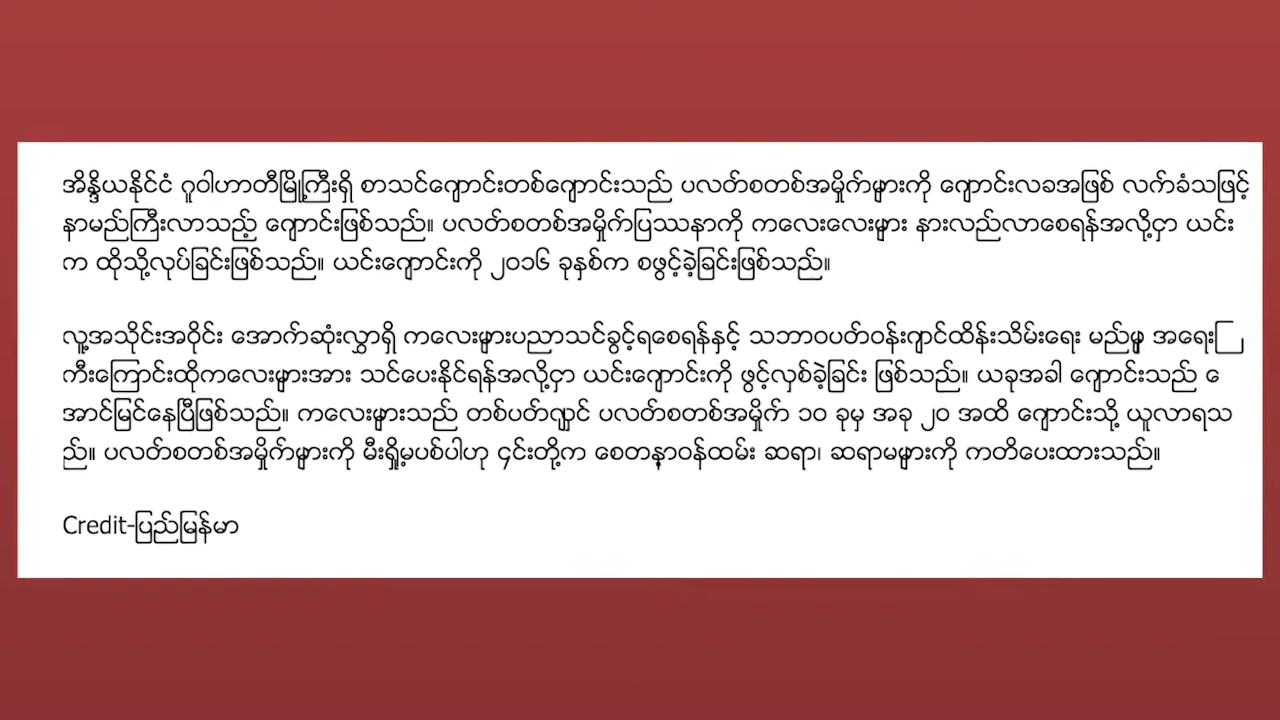 အိန္ဒိယနိုင်ငံ ဂူဝါဟာတီမြို့ကြီးရှိ စာသင်ကျောင်းတစ်ကျောင်းသည် ပလတ်စတစ်အမှိုက်များကို ကျောင်းလခအဖြစ် လက်ခံသဖြင့်
နာမည်ကြီးလာသည့် ကျောင်းဖြစ်သည်။ ပလတ်စတစ်အမှိုက်ပြဿနာကို ကလေးလေးများ နားလည်လာစေရန်အလို့ငှာ ယင်း
က ထိုသို့လုပ်ခြင်းဖြစ်သည်။ ယင်းကျောင်းကို ၂၀၁၆ ခုနှစ်က စဖွင့်ခဲ့ခြင်းဖြစ်သည်။
လူ့အသိုင်းအဝိုင်း အောက်ဆုံးလွှာရှိ ကလေးများပညာသင်ခွင့်ရစေရန်နှင့် သဘာဝပတ်ဝန်းကျင်ထိန်းသိမ်းရေး မည်မျှ အရေးကြ
ကီးကြောင်းထိုကလေးများအား သင်ပေးနိုင်ရန်အလို့ငှာ ယင်းကျောင်းကို ဖွင့်လှစ်ခဲ့ခြင်း ဖြစ်သည်။ ယခုအခါ ကျောင်းသည် ေ
အာင်မြင်နေပြီဖြစ်သည်။ ကလေးများသည် တစ်ပတ်လျှင် ပလတ်စတစ်အမှိုက် ၁၀ ခုမှ အခု ၂၀ အထိ ကျောင်းသို့ ယူလာရသ
ည်။ ပလတ်စတစ်အမှိုက်များကို မီးရှို့မပစ်ပါဟု ၎င်းတို့က စေတနာ့ဝန်ထမ်း ဆရာ၊ ဆရာမများကို ကတိပေးထားသည်။
Credit-ပြည်မြန်မာ